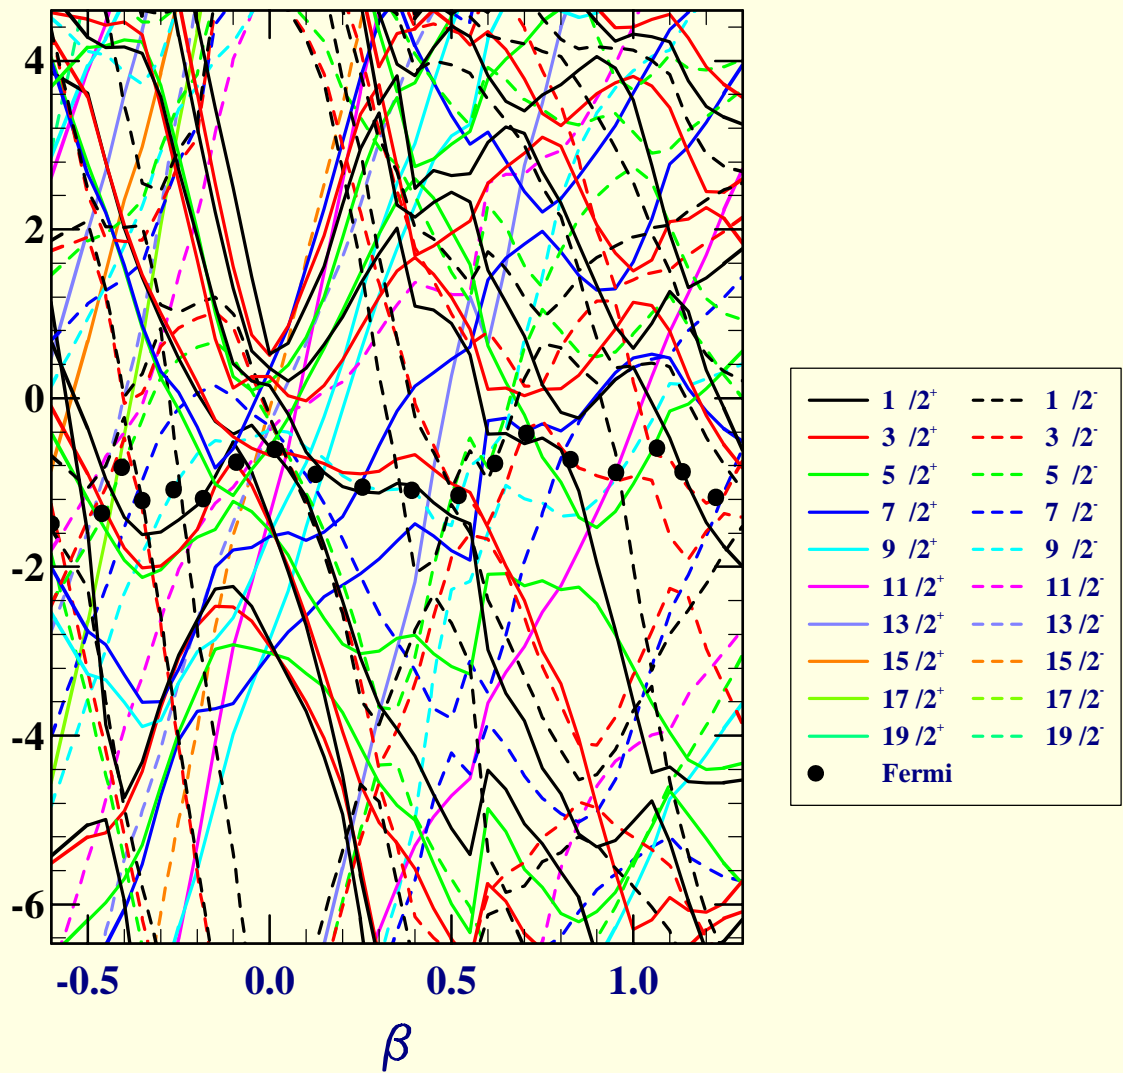 4
2
0
-2
-4
-6
-0.5 0.0 0.5 1.0
β
1 /2+ 1 /2-
3 /2+ 3 /2-
5 /2+ 5 /2-
7 /2+ 7 /2-
9 /2+ 9 /2-
11 /2+ 11 /2-
13 /2+ 13 /2-
15 /2+ 15 /2-
17 /2+ 17 /2-
19 /2+ 19 /2-
Fermi